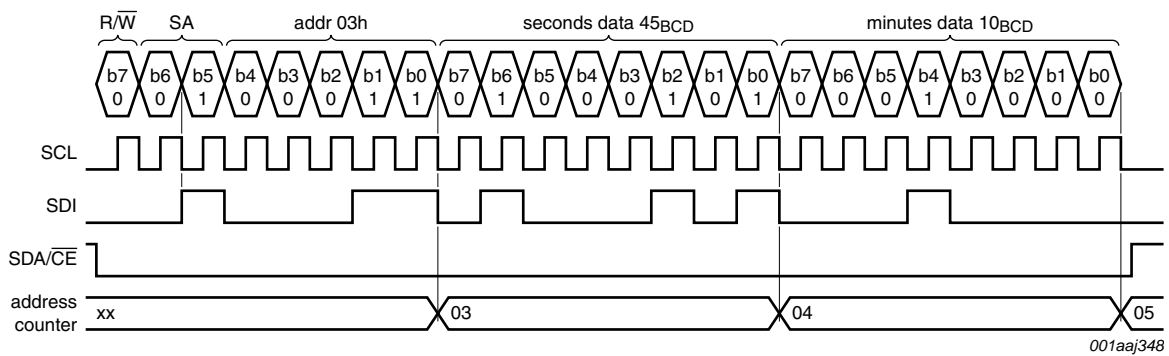 R/W SA addr 03h seconds data 45BCD minutes data 10BCD
b7 b6 b5 b4 b3 b2 b1 b0 b7 b6 b5 b4 b3 b2 b1 b0 b7 b6 b5 b4 b3 b2 b1 b0
0 0 1 0 0 0 1 1 0 1 0 0 0 1 0 1 0 0 0 1 0 0 0 0
SCL
SDI
SDA/CE
address
counter
xx 03 04 05
001aaj348